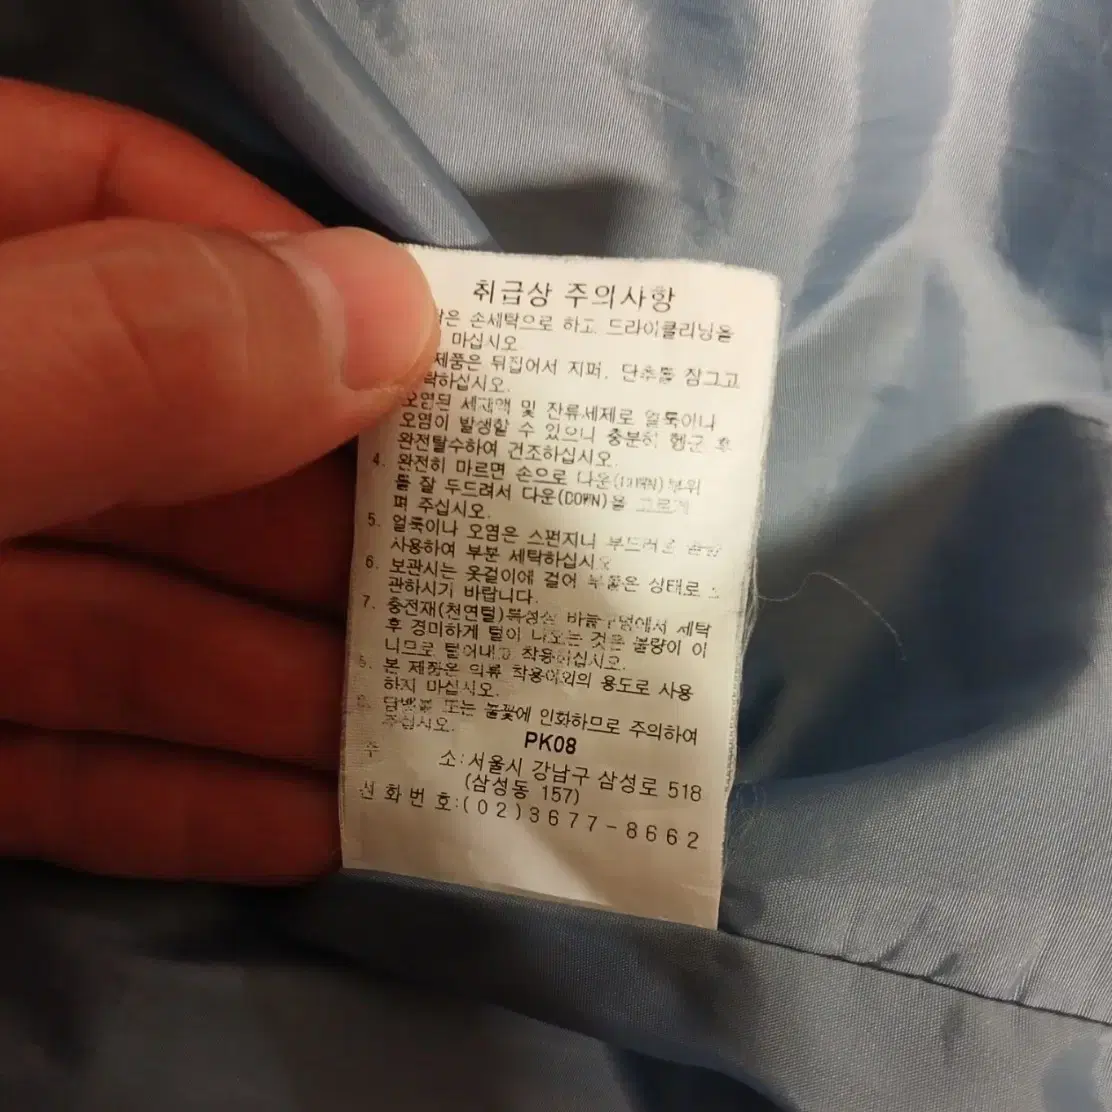 취급상 주의사항
손세탁으로 하고, 드라이클리닝을
마십시오.
제품은 뒤집어서 지퍼, 단추를 잠그고
탁하십시오.
오염된 세제액 및 잔류세제로 얼룩이나
오염이 발생할 수 있으니 충분히 헹군 후
완전탈수하여 건조하십시오.
4. 완전히 마르면 손으로 다운(DOWN)부위
를 잘 두드려서 다운(DOWN)을 고르게
펴 주십시오.
5. 얼룩이나 오염은 스펀지나 부드러운
사용하여 부분 세탁하십시오
6. 보관시는 옷걸이에 걸어 상태로
관하시기 바랍니다.
7. 충전재(천연털)특성상 바늘구멍에서 세탁
후 경미하게 털이 나오는 것은 불량이 아
니므로 털어내고 착용하십시오.
본 제품은 의류 착용이외의 용도로 사용
하지 마십시오.
담뱃불 또는 불꽃에 인화하므로 주의하여
주십시오.
PK08
주 소:서울시 강남구 삼성로 518
(삼성동 157)
전화번호:(02)3677-8662